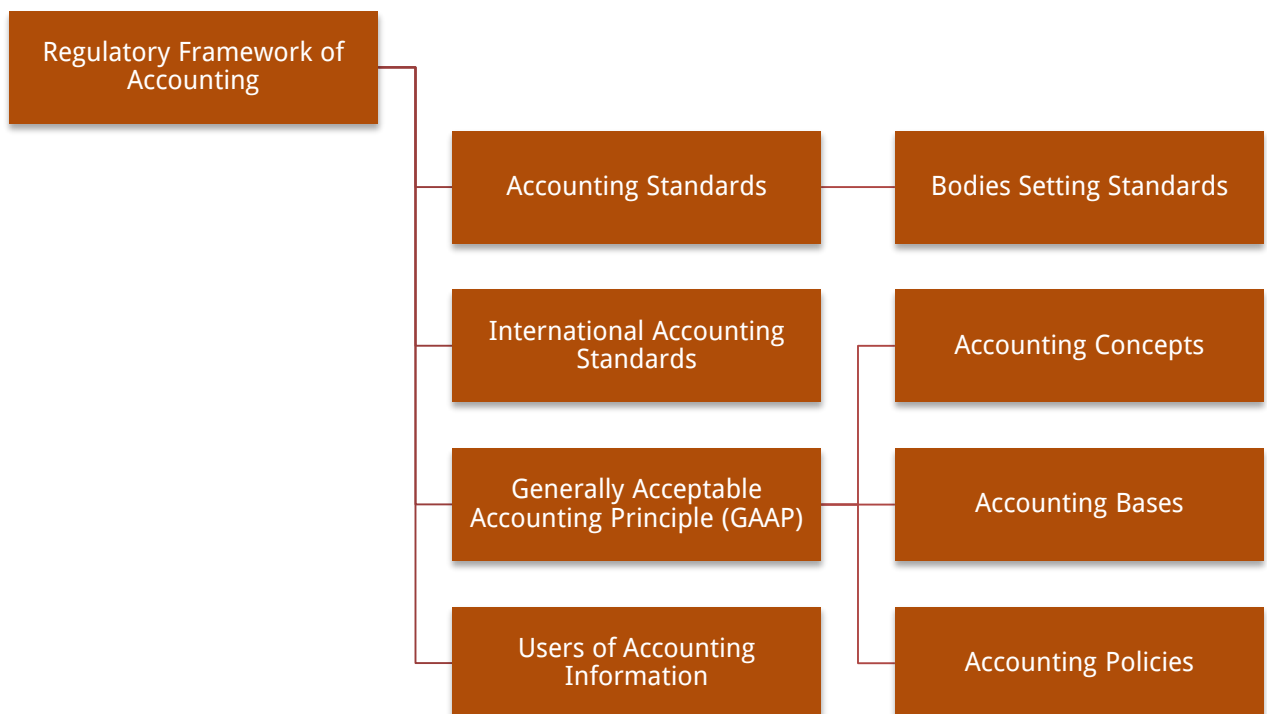 Regulatory Framework of
Accounting
Accounting Standards
Bodies Setting Standards
International Accounting
Standards
Accounting Concepts
Generally Acceptable
Accounting Principle (GAAP)
Accounting Bases
Users of Accounting
Information
Accounting Policies